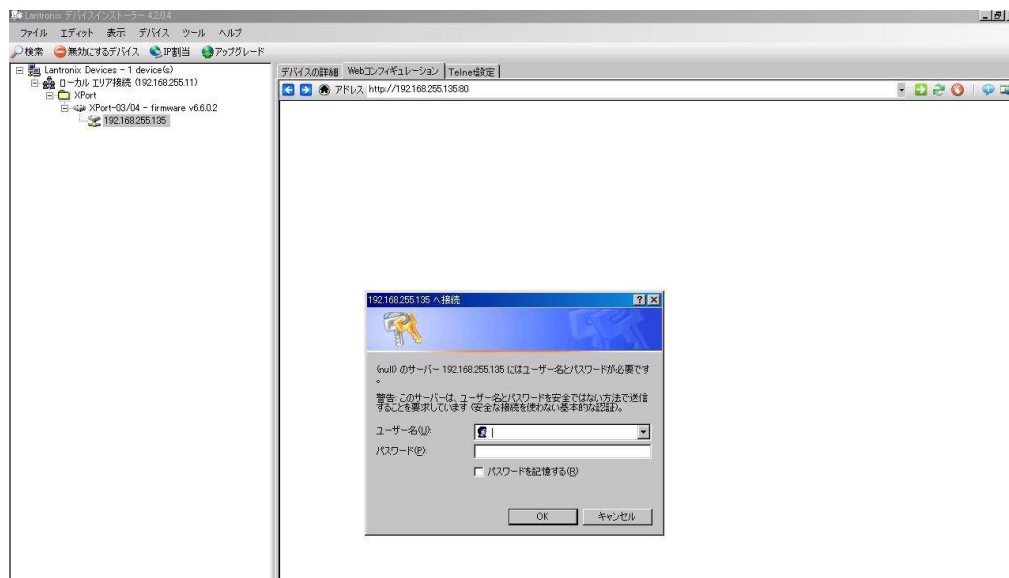 Lantronix デバイスインストーラー 4.2.0.4
ファイル エディット 表示 デバイス ツール ヘルプ
検索 無効にするデバイス IP割当 アップグレード
Lantronix Devices - 1 device(s)
ローカル エリア接続 (192.168.255.11)
XPort
XPort-03/04 - firmware v6.6.0.2
192.168.255.135
デバイスの詳細 Webコンフィギュレーション Telnet設定
アドレス http://192.168.255.135:80
192.168.255.135 へ接続
(null) のサーバー 192.168.255.135 にはユーザー名とパスワードが必要です
。
警告: このサーバーは、ユーザー名とパスワードを安全ではない方法で送信
することを要求しています (安全な接続を使わない基本的な認証)。
ユーザー名(U):
パスワード(P):
パスワードを記憶する(R)
OK キャンセル